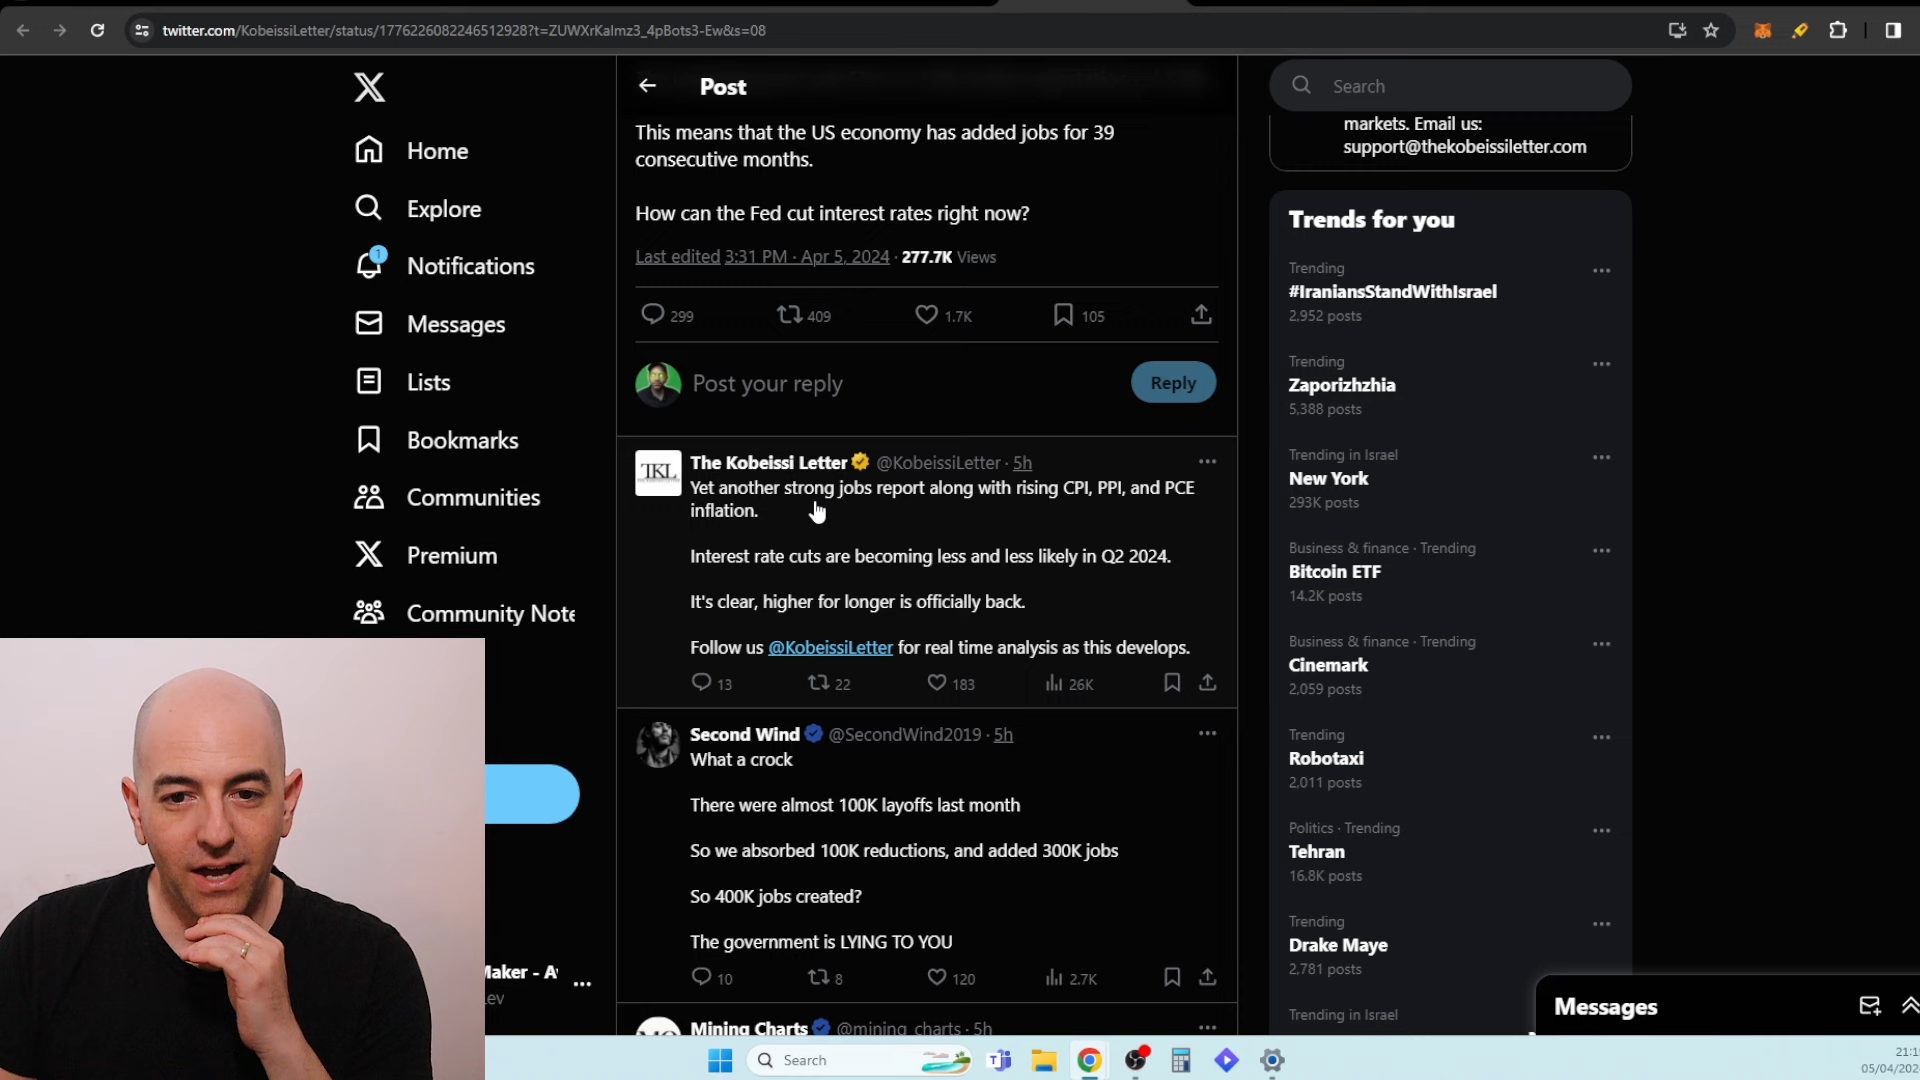 twitter.com/KobeissiLetter/status/1776226082246512928?t=ZUWXrKalmz3_4pBots3-Ew&s=08
Home
Explore
1
Notifications
Messages
Lists
Bookmarks
Communities
Premium
Community Note
Maker - A
ev
Post
This means that the US economy has added jobs for 39
consecutive months.
How can the Fed cut interest rates right now?
Last edited 3:31 PM · Apr 5, 2024 · 277.7K Views
299 409 1.7K 105
Post your reply
Reply
TKL
The Kobeissi Letter @KobeissiLetter · 5h
Yet another strong jobs report along with rising CPI, PPI, and PCE
inflation.
Interest rate cuts are becoming less and less likely in Q2 2024.
It's clear, higher for longer is officially back.
Follow us @KobeissiLetter for real time analysis as this develops.
13 22 183 26K
Second Wind @SecondWind2019 · 5h
What a crock
There were almost 100K layoffs last month
So we absorbed 100K reductions, and added 300K jobs
So 400K jobs created?
The government is LYING TO YOU
10 8 120 2.7K
Mining Charts @mining_charts · 5h
Search
markets. Email us:
support@thekobeissiletter.com
Trends for you
Trending
#IraniansStandWithIsrael
2,952 posts
Trending
Zaporizhzhia
5,388 posts
Trending in Israel
New York
293K posts
Business & finance · Trending
Bitcoin ETF
14.2K posts
Business & finance · Trending
Cinemark
2,059 posts
Trending
Robotaxi
2,011 posts
Politics · Trending
Tehran
16.8K posts
Trending
Drake Maye
2,781 posts
Trending in Israel
Messages
Search
21:1
05/04/202